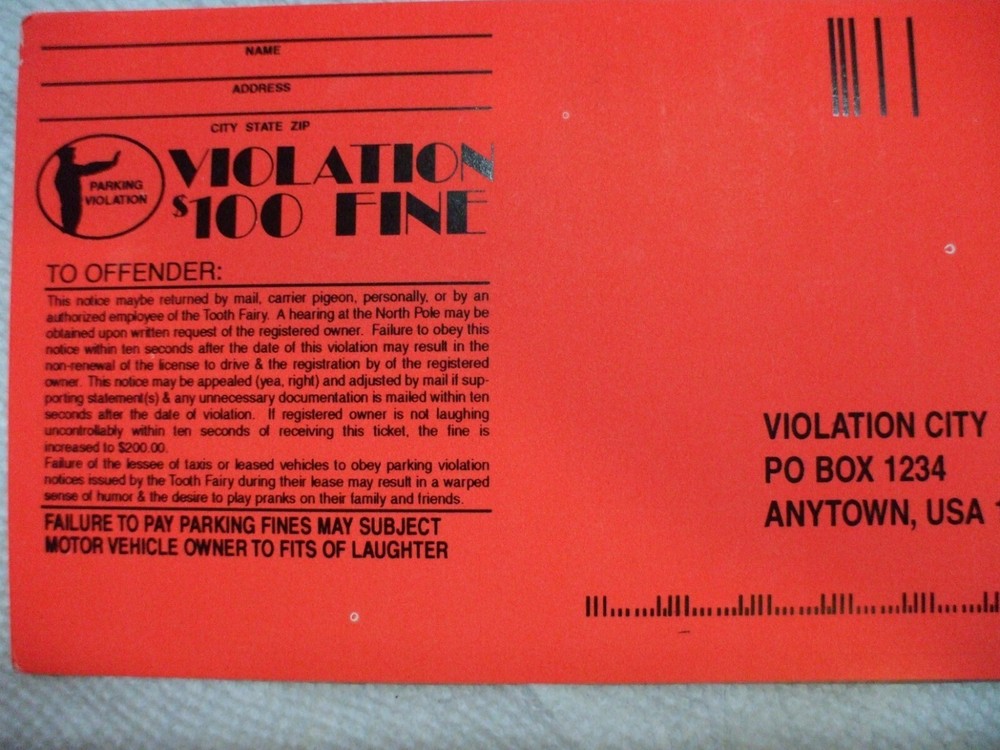 NAME
ADDRESS
CITY STATE ZIP
PARKING
VIOLATION
VIOLATION
$100 FINE
TO OFFENDER:
This notice maybe returned by mail, carrier pigeon, personally, or by an
authorized employee of the Tooth Fairy. A hearing at the North Pole may be
obtained upon written request of the registered owner. Failure to obey this
notice within ten seconds after the date of this violation may result in the
non-renewal of the license to drive & the registration by of the registered
owner. This notice may be appealed (yea, right) and adjusted by mail if sup-
porting statement(s) & any unnecessary documentation is mailed within ten
seconds after the date of violation. If registered owner is not laughing
uncontrollably within ten seconds of receiving this ticket, the fine is
increased to $200.00.
Failure of the lessee of taxis or leased vehicles to obey parking violation
notices issued by the Tooth Fairy during their lease may result in a warped
sense of humor & the desire to play pranks on their family and friends.
FAILURE TO PAY PARKING FINES MAY SUBJECT
MOTOR VEHICLE OWNER TO FITS OF LAUGHTER
VIOLATION CITY
PO BOX 1234
ANYTOWN, USA